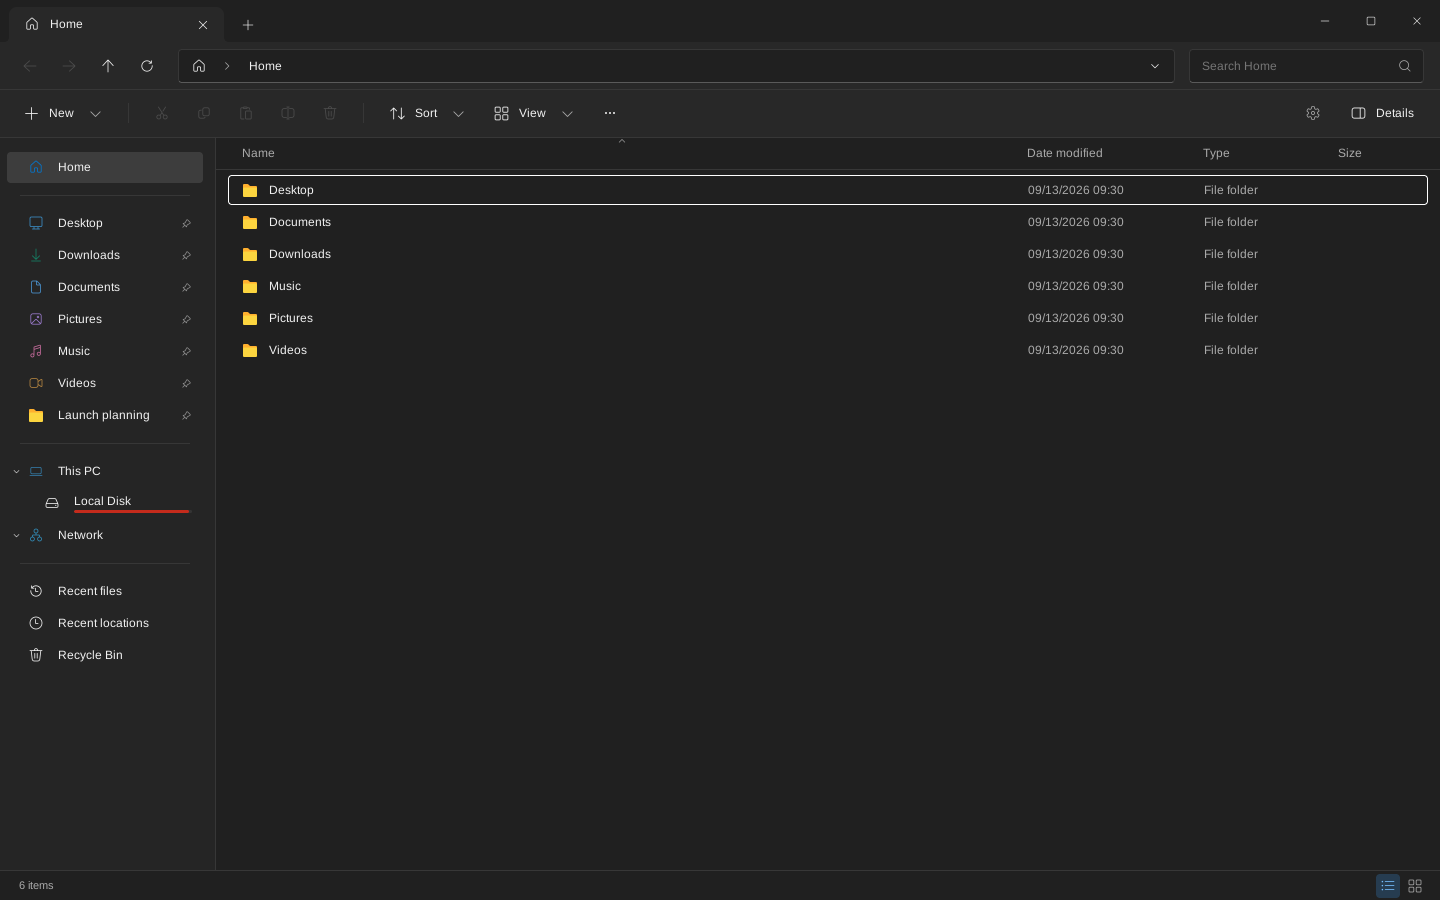 Home
Home
Search Home
New
Sort
View
Details
Home
Desktop
Downloads
Documents
Pictures
Music
Videos
Launch planning
This PC
Local Disk
Network
Recent files
Recent locations
Recycle Bin
Name Date modified Type Size
Desktop 09/13/2026 09:30 File folder
Documents 09/13/2026 09:30 File folder
Downloads 09/13/2026 09:30 File folder
Music 09/13/2026 09:30 File folder
Pictures 09/13/2026 09:30 File folder
Videos 09/13/2026 09:30 File folder
6 items